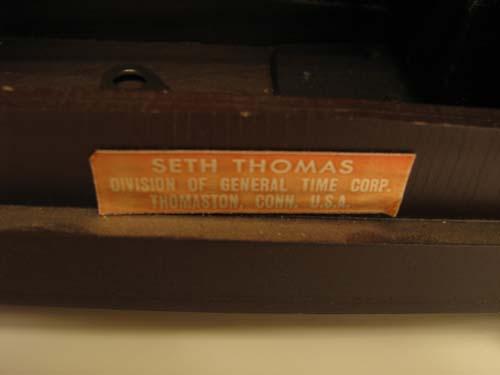 SETH THOMAS
DIVISION OF GENERAL TIME CORP.
THOMASTON, CONN. U.S.A.